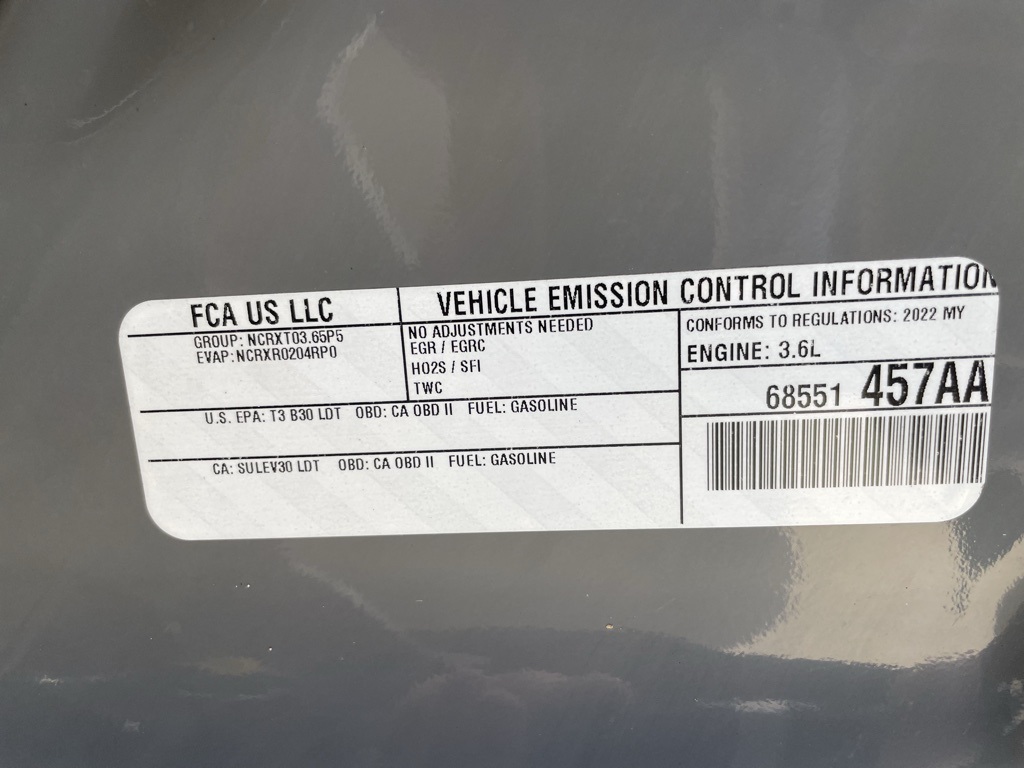 FCA US LLC
GROUP: NCRXT03.65P5
EVAP:NCRXR0204RP0
VEHICLE EMISSION CONTROL INFORMATION
NO ADJUSTMENTS NEEDED
EGR / EGRC
HO2S / SFI
TWC
CONFORMS TO REGULATIONS: 2022 MY
ENGINE: 3.6L
68551 457AA
U.S. EPA: T3 B30 LDT OBD: CA OBD II FUEL: GASOLINE
CA: SULEV30 LDT OBD: CA OBD II FUEL: GASOLINE